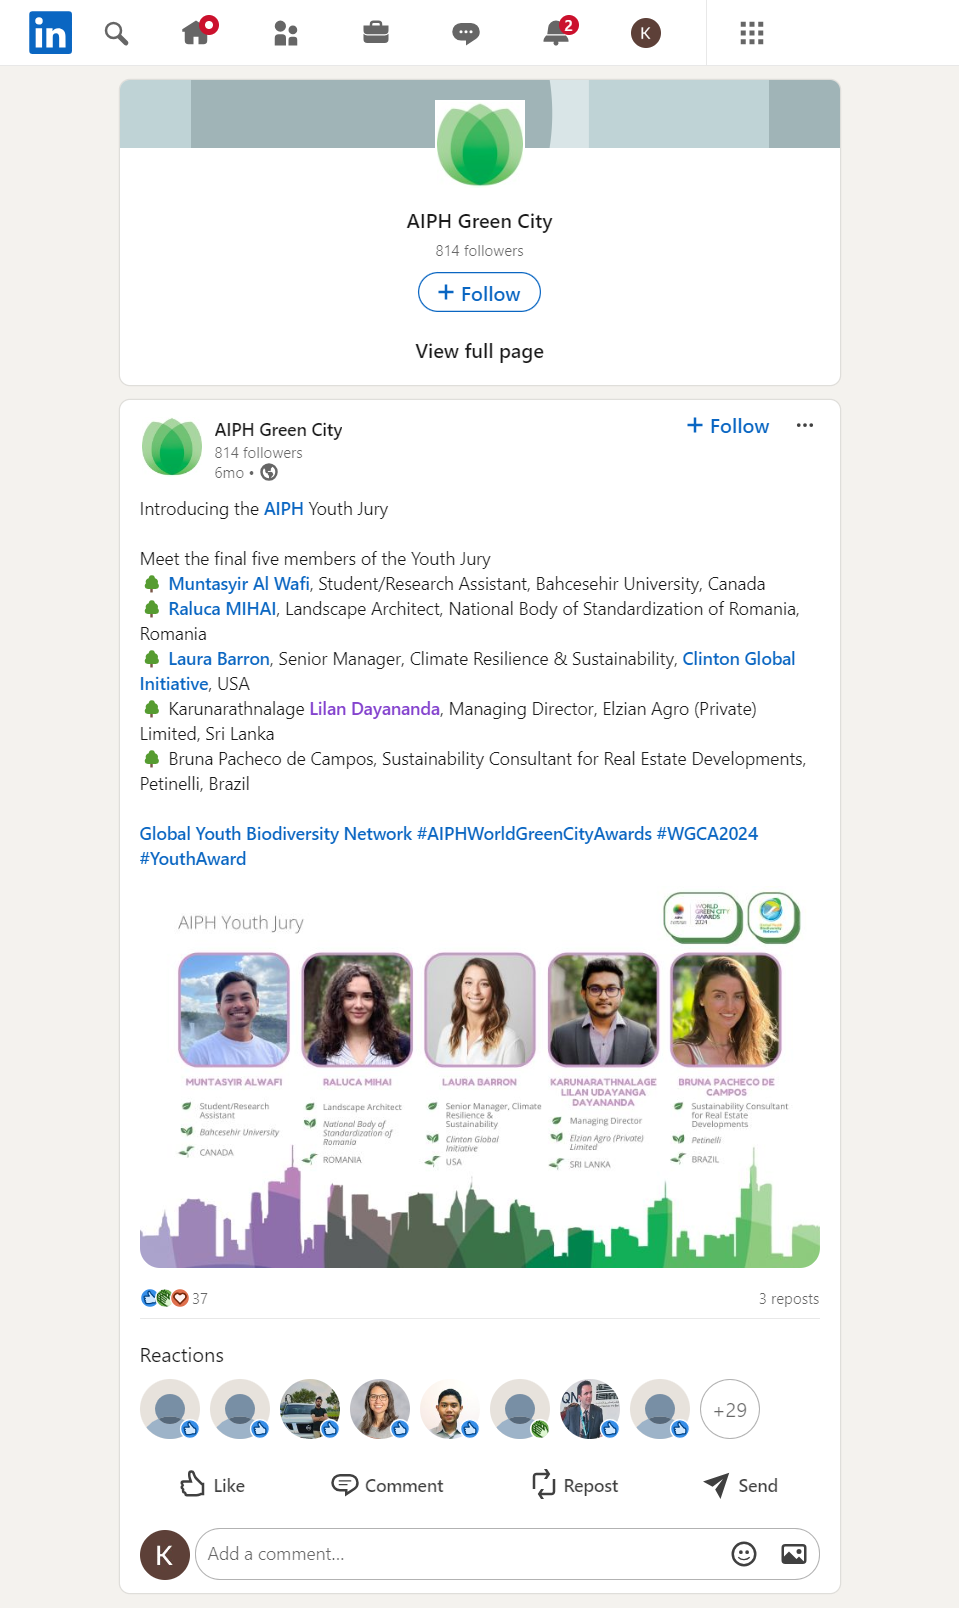 in
2
K
AIPH Green City
814 followers
+ Follow
View full page
AIPH Green City
814 followers
6mo •
+ Follow
Introducing the AIPH Youth Jury
Meet the final five members of the Youth Jury
Muntasyir Al Wafi, Student/Research Assistant, Bahcesehir University, Canada
Raluca MIHAI, Landscape Architect, National Body of Standardization of Romania,
Romania
Laura Barron, Senior Manager, Climate Resilience & Sustainability, Clinton Global
Initiative, USA
Karunarathnalage Lilan Dayananda, Managing Director, Elzian Agro (Private)
Limited, Sri Lanka
Bruna Pacheco de Campos, Sustainability Consultant for Real Estate Developments,
Petinelli, Brazil
Global Youth Biodiversity Network #AIPHWorldGreenCityAwards #WGCA2024
#YouthAward
AIPH Youth Jury
WORLD
GREEN CITY
AWARDS
2024
MUNTASYIR ALWAFI
Student/Research
Assistant
Bahcesehir University
CANADA
RALUCA MIHAI
Landscape Architect
National Body of
Standardization of
Romania
ROMANIA
LAURA BARRON
Senior Manager, Climate
Resilience &
Sustainability
Clinton Global
Initiative
USA
KARUNARATHNALAGE
LILAN UDAYANGA
DAYANANDA
Managing Director
Elzian Agro (Private)
Limited
SRI LANKA
BRUNA PACHECO DE
CAMPOS
Sustainability Consultant
for Real Estate
Developments
Petinelli
BRAZIL
37
3 reposts
Reactions
QN
+29
Like
Comment
Repost
Send
K
Add a comment...